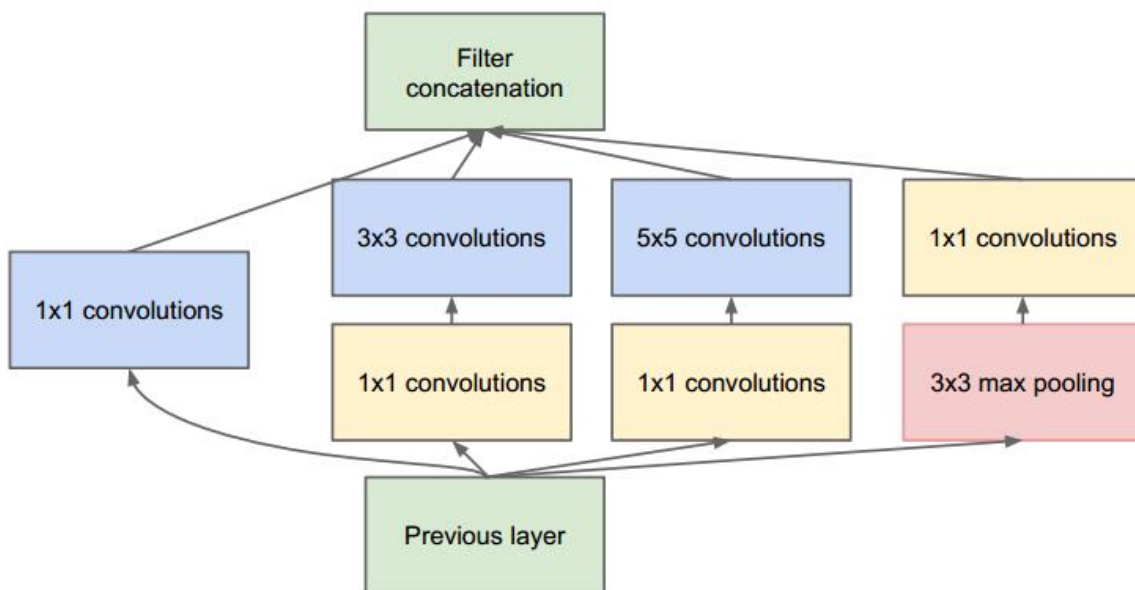 Filter
concatenation
3x3 convolutions
5x5 convolutions
1x1 convolutions
1x1 convolutions
1x1 convolutions
1x1 convolutions
3x3 max pooling
Previous layer